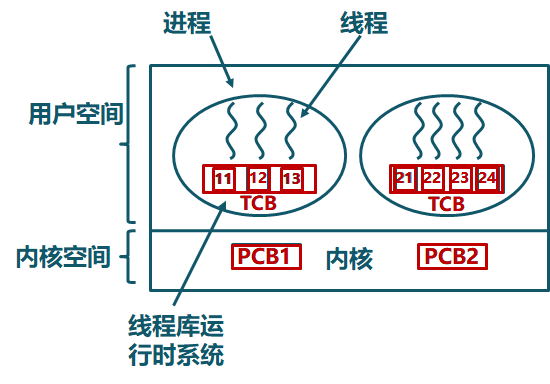 进程
线程
用户空间
11 12 13
TCB
21 22 23 24
TCB
内核空间
PCB1
内核
PCB2
线程库运
行时系统